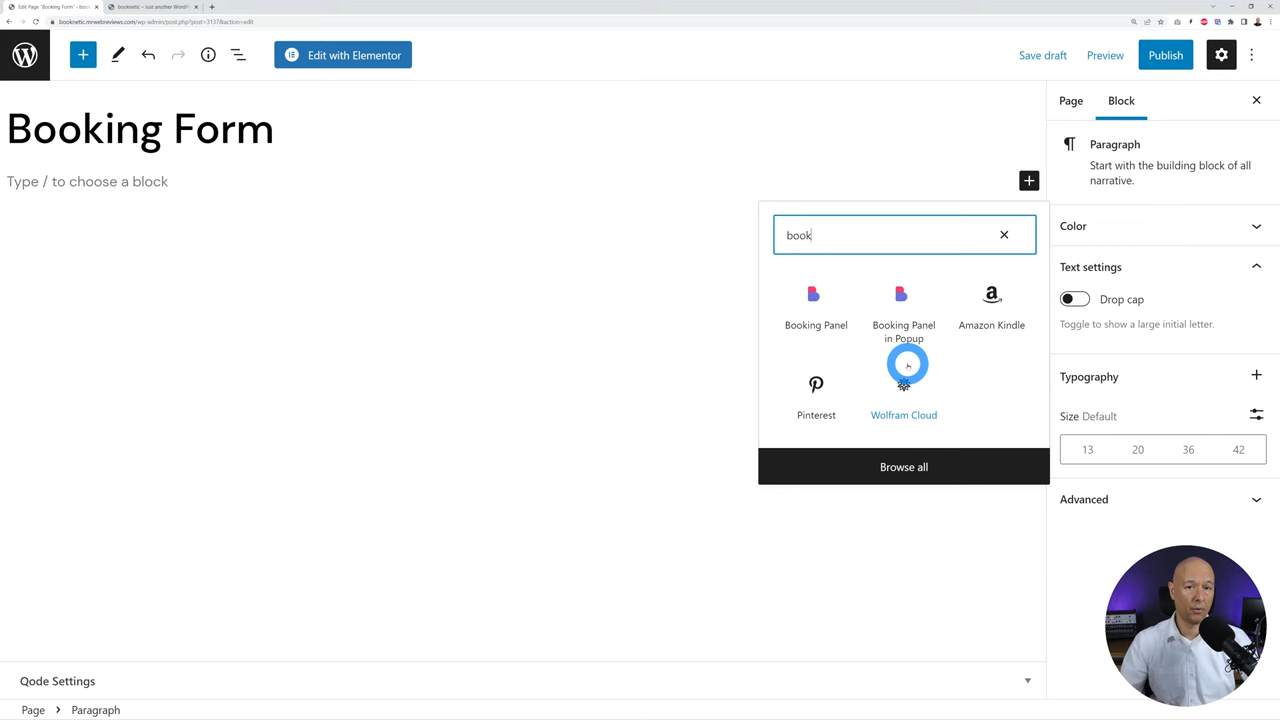 Edit Page "Booking Form" ‹ boo
booknetic – Just another WordP
booknetic.mrwebreviews.com/wp-admin/post.php?post=3137&action=edit
Edit with Elementor
Save draft
Preview
Publish
Booking Form
Type / to choose a block
Page
Block
Paragraph
Start with the building block of all
narrative.
Color
Text settings
Drop cap
Toggle to show a large initial letter.
Typography
Size Default
13
20
36
42
Advanced
book
Booking Panel
Booking Panel
in Popup
Amazon Kindle
Pinterest
Wolfram Cloud
Browse all
Qode Settings
Page
Paragraph